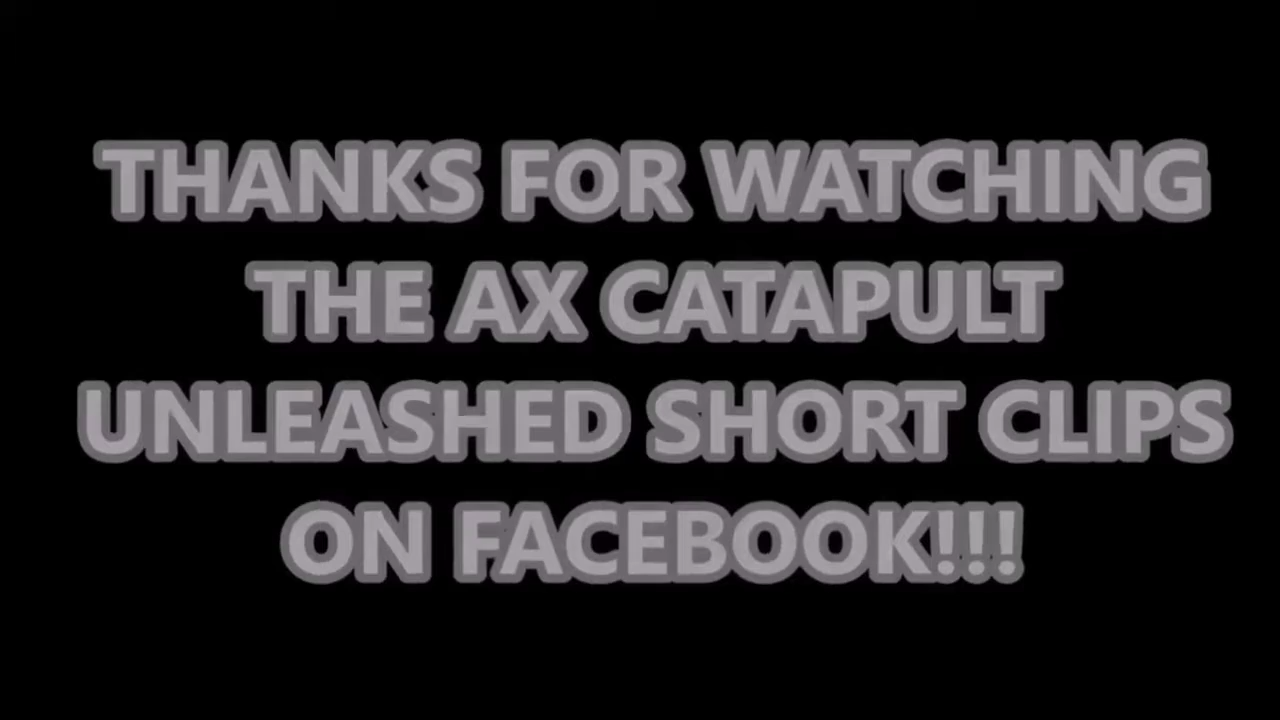 THANKS FOR WATCHING
THE AX CATAPULT
UNLEASHED SHORT CLIPS
ON FACEBOOK!!!